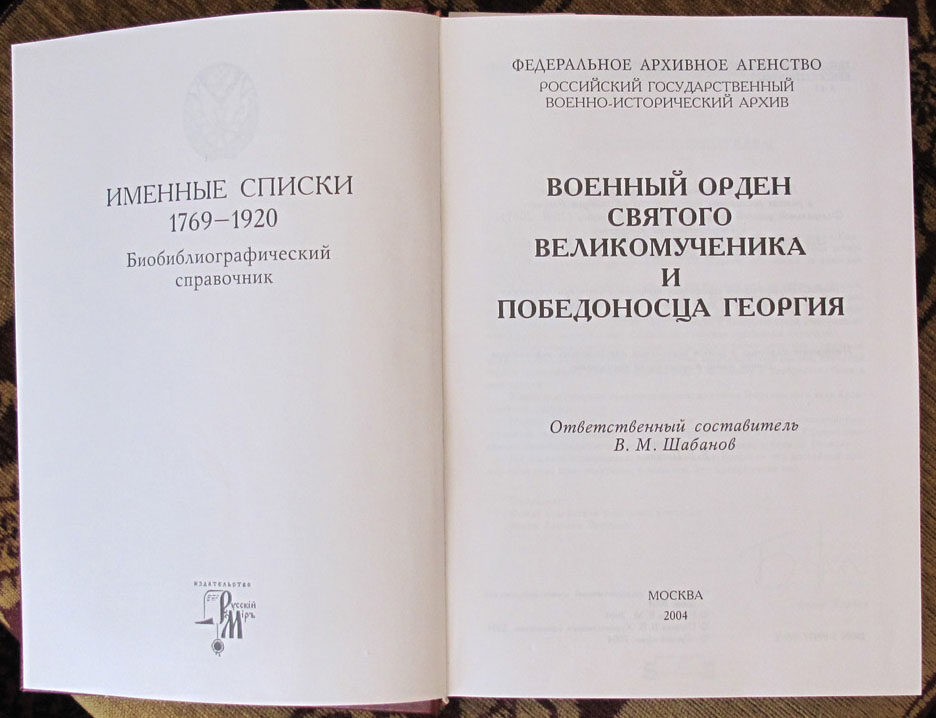 ИМЕННЫЕ СПИСКИ
1769—1920
Биобиблиографический
справочник
ИЗДАТЕЛЬСТВО
Русскій
Міръ
ФЕДЕРАЛЬНОЕ АРХИВНОЕ АГЕНСТВО
РОССИЙСКИЙ ГОСУДАРСТВЕННЫЙ
ВОЕННО-ИСТОРИЧЕСКИЙ АРХИВ
ВОЕННЫЙ ОРДЕН
СВЯТОГО
ВЕЛИКОМУЧЕНИКА
И
ПОБЕДОНОСЦА ГЕОРГИЯ
Ответственный составитель
В. М. Шабанов
МОСКВА
2004